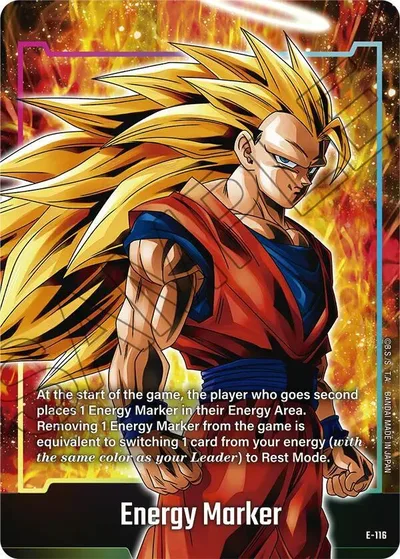 At the start of the game, the player who goes second
places 1 Energy Marker in their Energy Area.
Removing 1 Energy Marker from the game is
equivalent to switching 1 card from your energy (with
the same color as your Leader) to Rest Mode.
Energy Marker
E-116
©B.S./S.,T.A. BANDAI MADE IN JAPAN